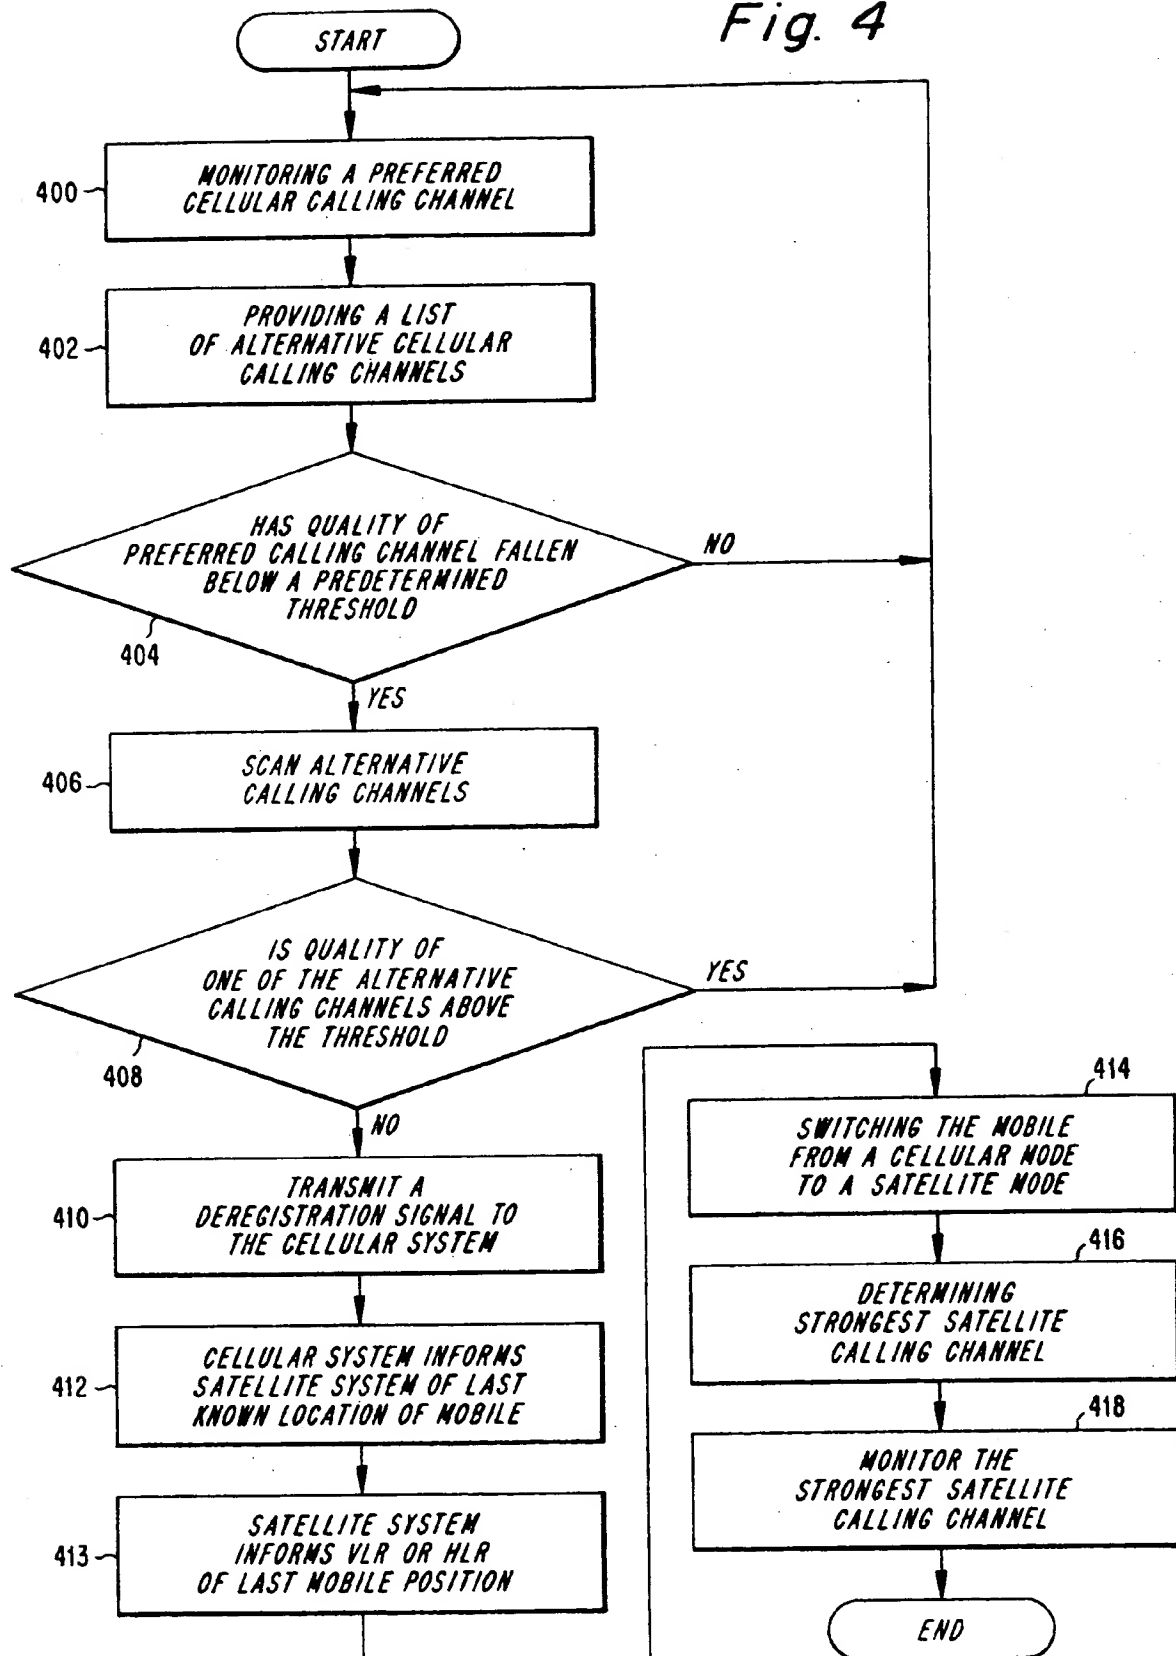 Fig. 4
START
400
MONITORING A PREFERRED
CELLULAR CALLING CHANNEL
402
PROVIDING A LIST
OF ALTERNATIVE CELLULAR
CALLING CHANNELS
HAS QUALITY OF
PREFERRED CALLING CHANNEL FALLEN
BELOW A PREDETERMINED
THRESHOLD
NO
404
YES
406
SCAN ALTERNATIVE
CALLING CHANNELS
IS QUALITY OF
ONE OF THE ALTERNATIVE
CALLING CHANNELS ABOVE
THE THRESHOLD
YES
408
NO
410
TRANSMIT A
DEREGISTRATION SIGNAL TO
THE CELLULAR SYSTEM
412
CELLULAR SYSTEM INFORMS
SATELLITE SYSTEM OF LAST
KNOWN LOCATION OF MOBILE
413
SATELLITE SYSTEM
INFORMS VLR OR HLR
OF LAST MOBILE POSITION
414
SWITCHING THE MOBILE
FROM A CELLULAR MODE
TO A SATELLITE MODE
416
DETERMINING
STRONGEST SATELLITE
CALLING CHANNEL
418
MONITOR THE
STRONGEST SATELLITE
CALLING CHANNEL
END